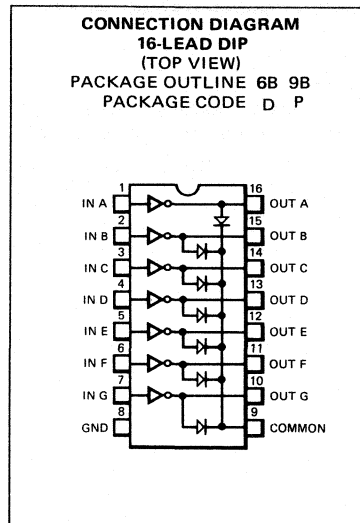 CONNECTION DIAGRAM
16-LEAD DIP
(TOP VIEW)
PACKAGE OUTLINE 6B 9B
PACKAGE CODE D P
1 16
IN A OUT A
2 15
IN B OUT B
3 14
IN C OUT C
4 13
IN D OUT D
5 12
IN E OUT E
6 11
IN F OUT F
7 10
IN G OUT G
8 9
GND COMMON